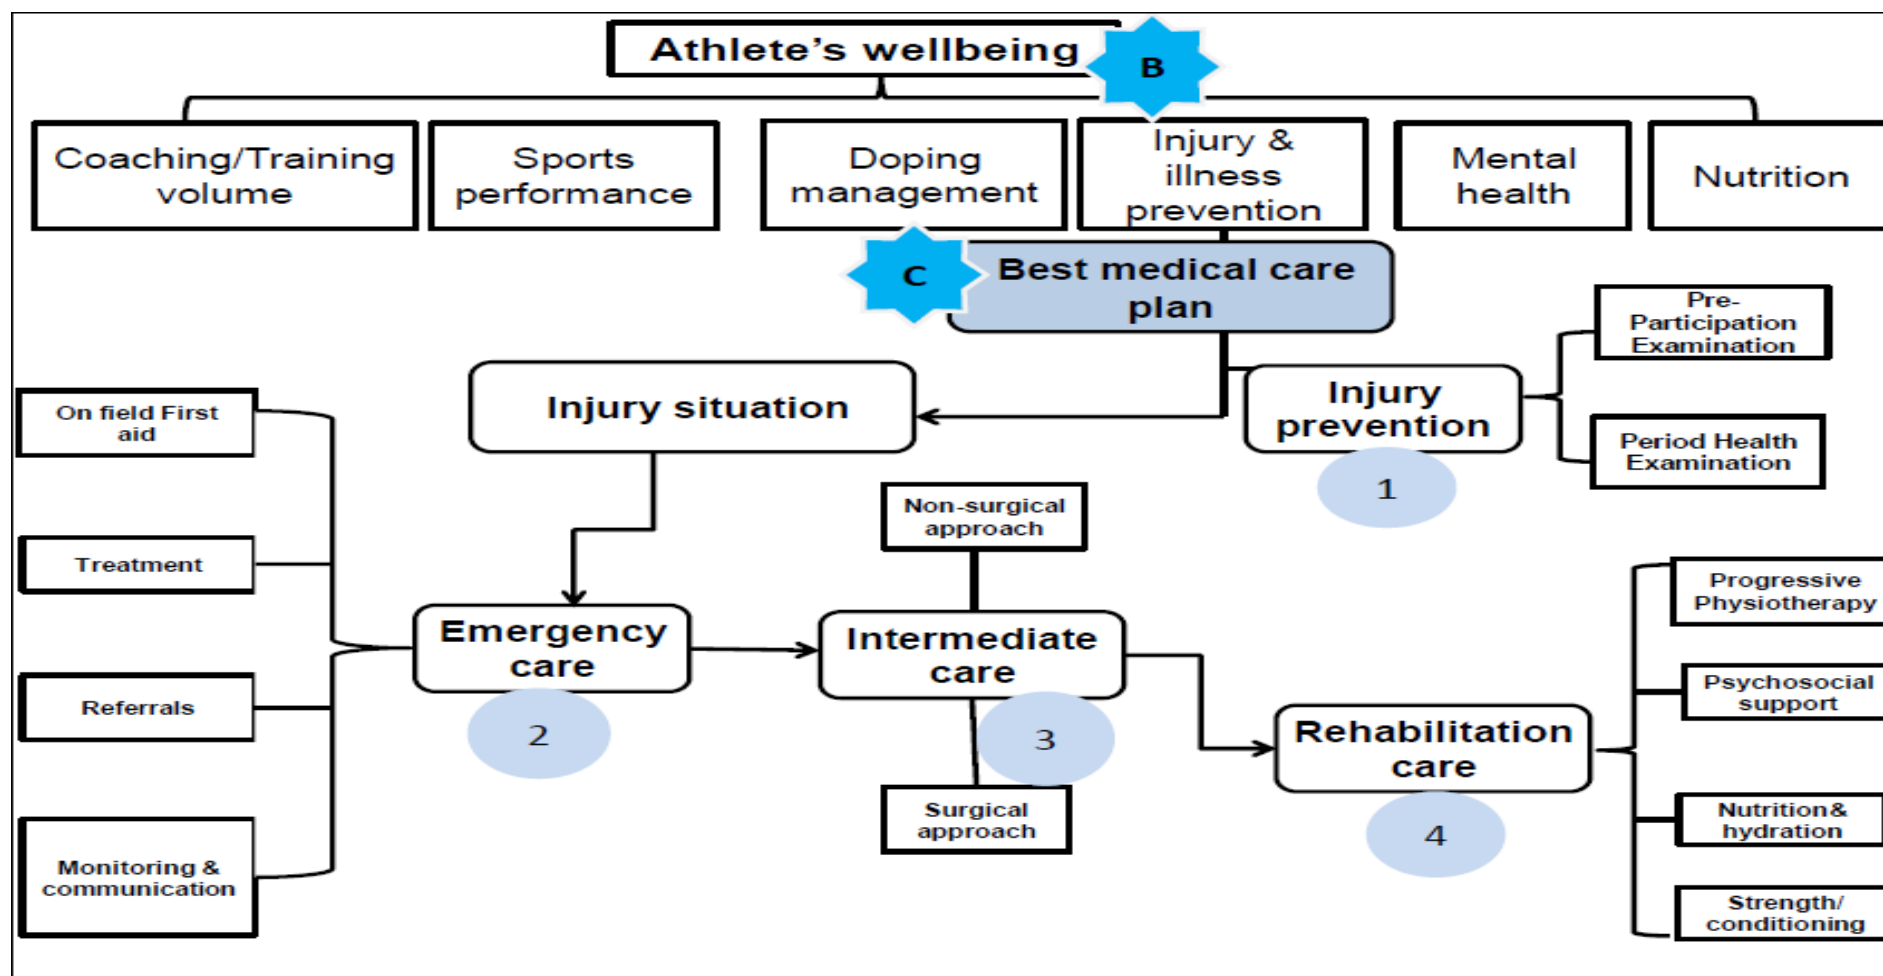 Athlete's wellbeing
B
Coaching/Training
volume
Sports
performance
Doping
management
Injury &
illness
prevention
Mental
health
Nutrition
C
Best medical care
plan
Pre-
Participation
Examination
Injury situation
Injury
prevention
1
Period Health
Examination
On field First
aid
Treatment
Referrals
Monitoring &
communication
Emergency
care
2
Non-surgical
approach
Intermediate
care
3
Surgical
approach
Rehabilitation
care
4
Progressive
Physiotherapy
Psychosocial
support
Nutrition&
hydration
Strength/
conditioning